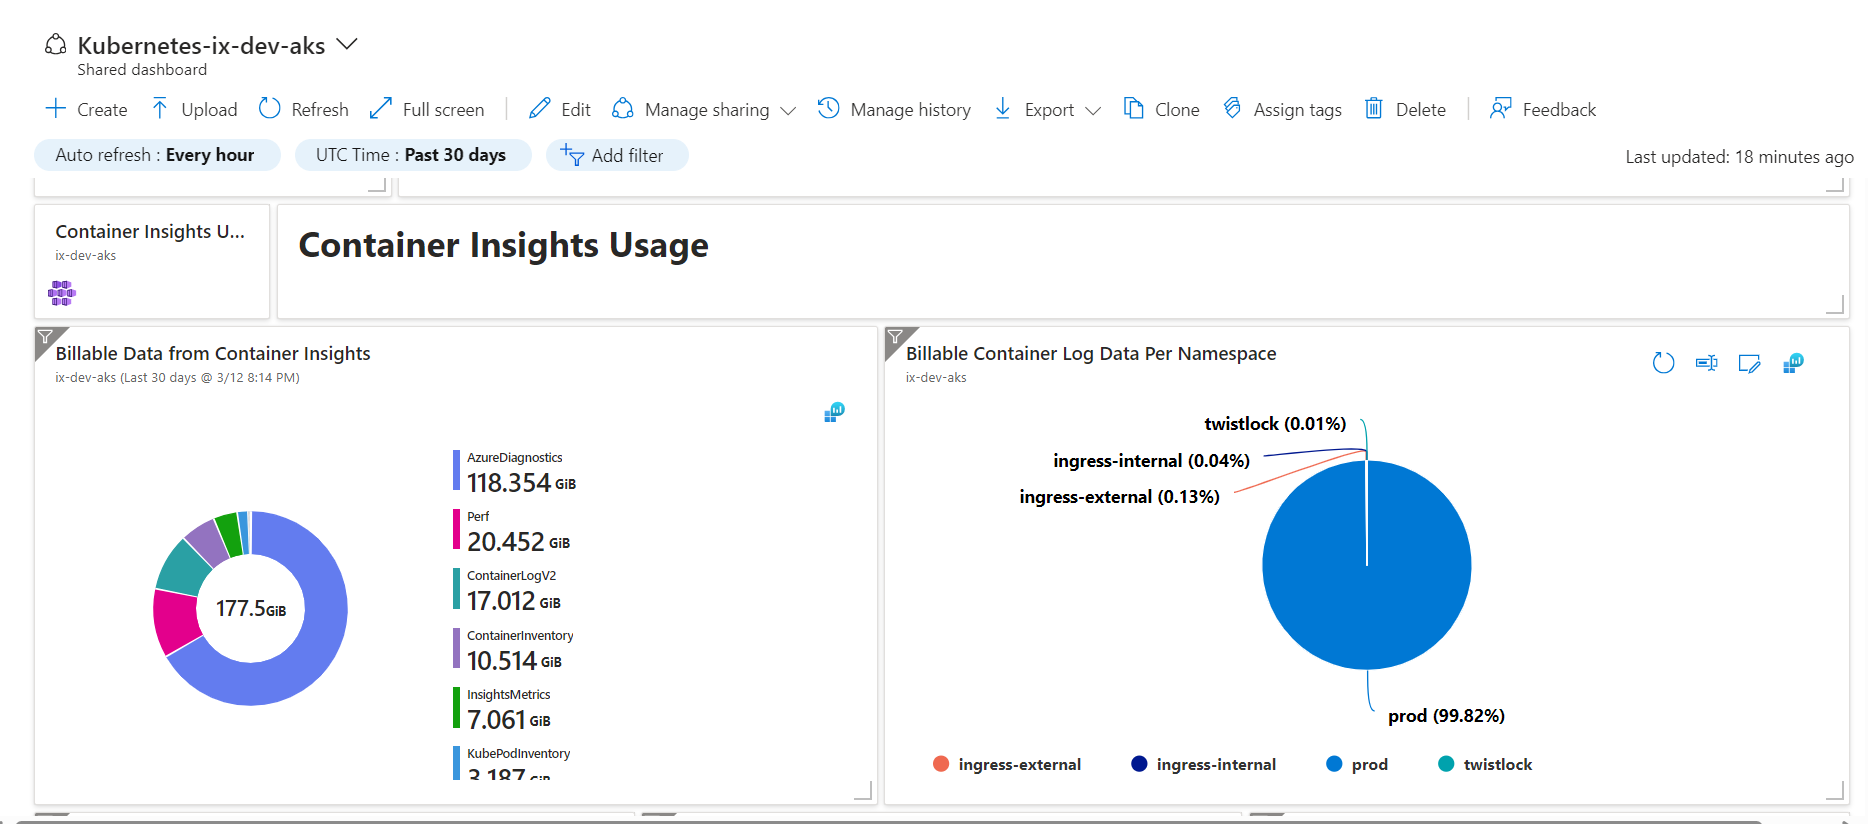 Kubernetes-ix-dev-aks
Shared dashboard
Create Upload Refresh Full screen Edit Manage sharing Manage history Export Clone Assign tags Delete Feedback
Auto refresh : Every hour UTC Time : Past 30 days Add filter Last updated: 18 minutes ago
Container Insights U...
ix-dev-aks
Container Insights Usage
Billable Data from Container Insights
ix-dev-aks (Last 30 days @ 3/12 8:14 PM)
177.5GiB
AzureDiagnostics
118.354 GiB
Perf
20.452 GiB
ContainerLogV2
17.012 GiB
ContainerInventory
10.514 GiB
InsightsMetrics
7.061 GiB
KubePodInventory
3.187 GiB
Billable Container Log Data Per Namespace
ix-dev-aks
twistlock (0.01%)
ingress-internal (0.04%)
ingress-external (0.13%)
prod (99.82%)
ingress-external ingress-internal prod twistlock